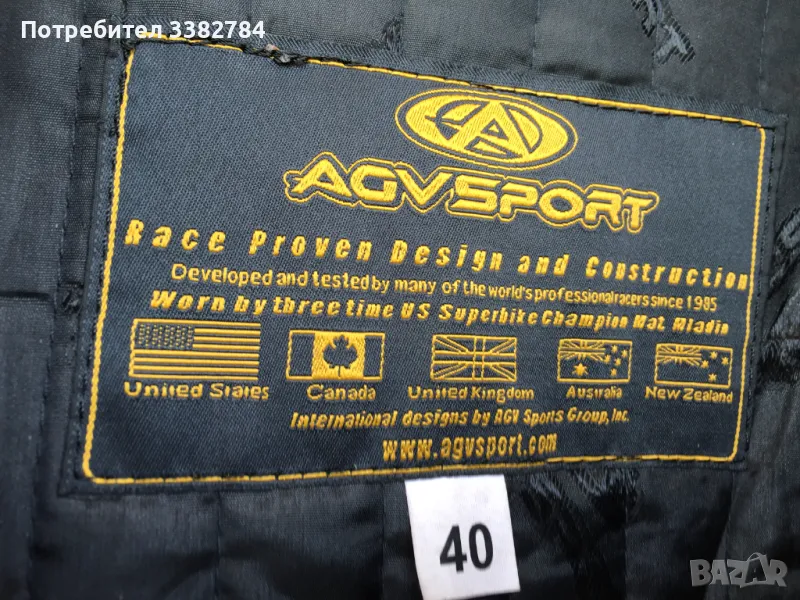 Потребител 3382784
AGVSPORT
Race Proven Design and Construction
Developed and tested by many of the world's professional racers since 1985
Worn by three time US Superbike Champion Mat Mladin
United States Canada United Kingdom Australia New Zealand
International designs by AGV Sports Group, Inc.
www.agvsport.com
40
BAZAR